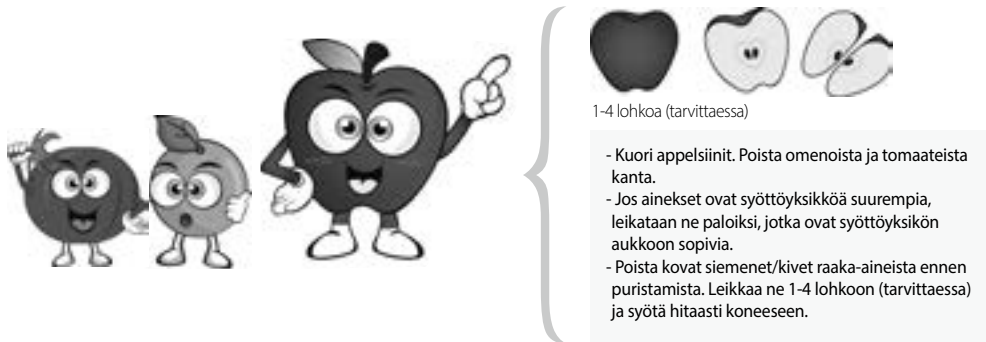 1-4 lohkoa (tarvittaessa)
- Kuori appelsiinit. Poista omenoista ja tomaateista
kanta.
- Jos ainekset ovat syöttöyksikköä suurempia,
leikataan ne paloiksi, jotka ovat syöttöyksikön
aukkoon sopivia.
- Poista kovat siemenet/kivet raaka-aineista ennen
puristamista. Leikkaa ne 1-4 lohkoon (tarvittaessa)
ja syötä hitaasti koneeseen.